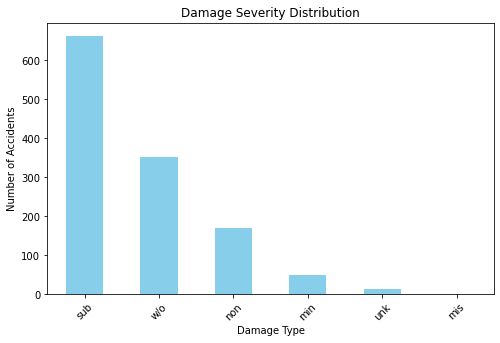 Damage Severity Distribution
Number of Accidents
600
500
400
300
200
100
0
sub
w/o
non
min
unk
mis
Damage Type